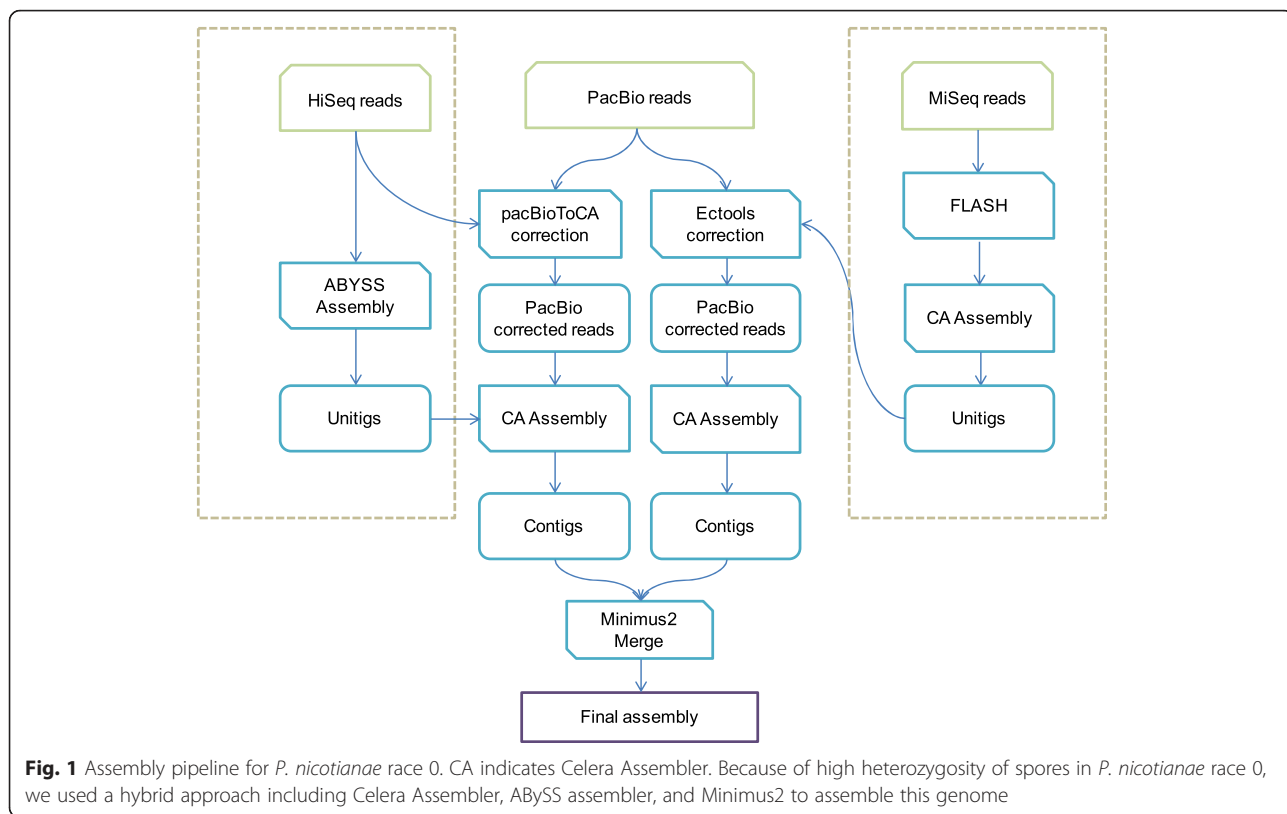 HiSeq reads
PacBio reads
MiSeq reads
pacBioToCA
correction
Ectools
correction
FLASH
ABYSS
Assembly
PacBio
corrected reads
PacBio
corrected reads
CA Assembly
Unitigs
CA Assembly
CA Assembly
Unitigs
Contigs
Contigs
Minimus2
Merge
Final assembly
Fig. 1 Assembly pipeline for P. nicotianae race 0. CA indicates Celera Assembler. Because of high heterozygosity of spores in P. nicotianae race 0,
we used a hybrid approach including Celera Assembler, ABySS assembler, and Minimus2 to assemble this genome